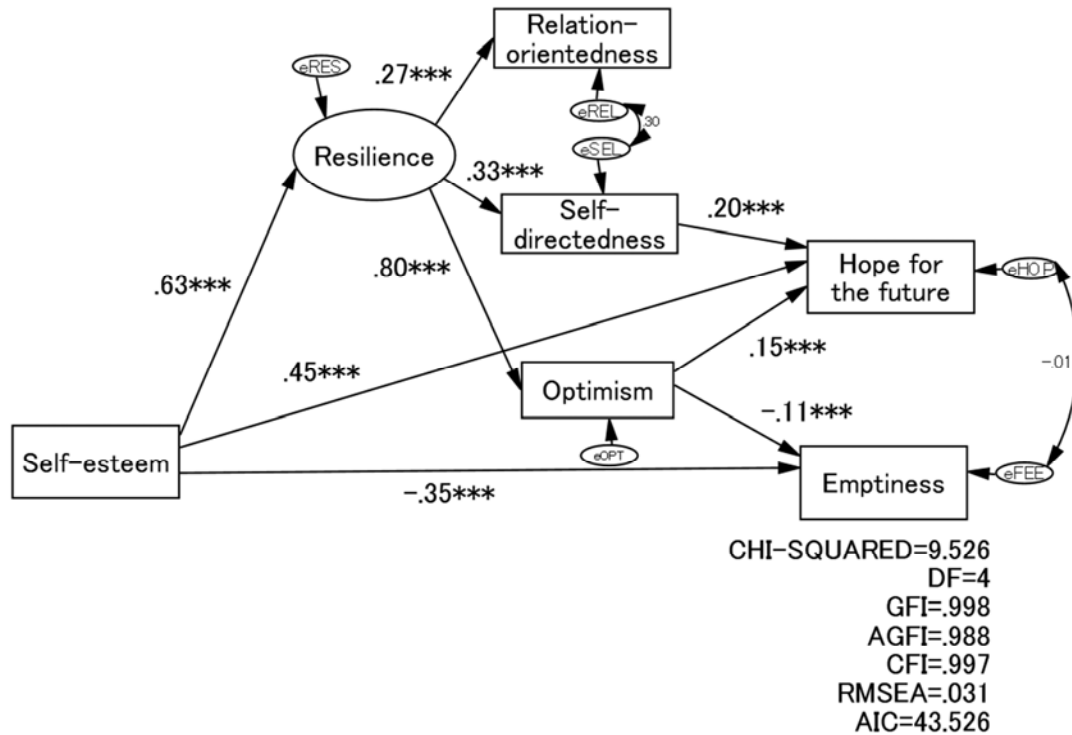 Relation-
orientedness
eRES
.27***
eREL
.30
Resilience
eSEL
.33***
Self-
directedness
.20***
.63***
.80***
Hope for
the future
eHOP
.45***
.15***
-.01
Optimism
-.11***
Self-esteem
eOPT
-.35***
Emptiness
eFEE
CHI-SQUARED=9.526
DF=4
GFI=.998
AGFI=.988
CFI=.997
RMSEA=.031
AIC=43.526